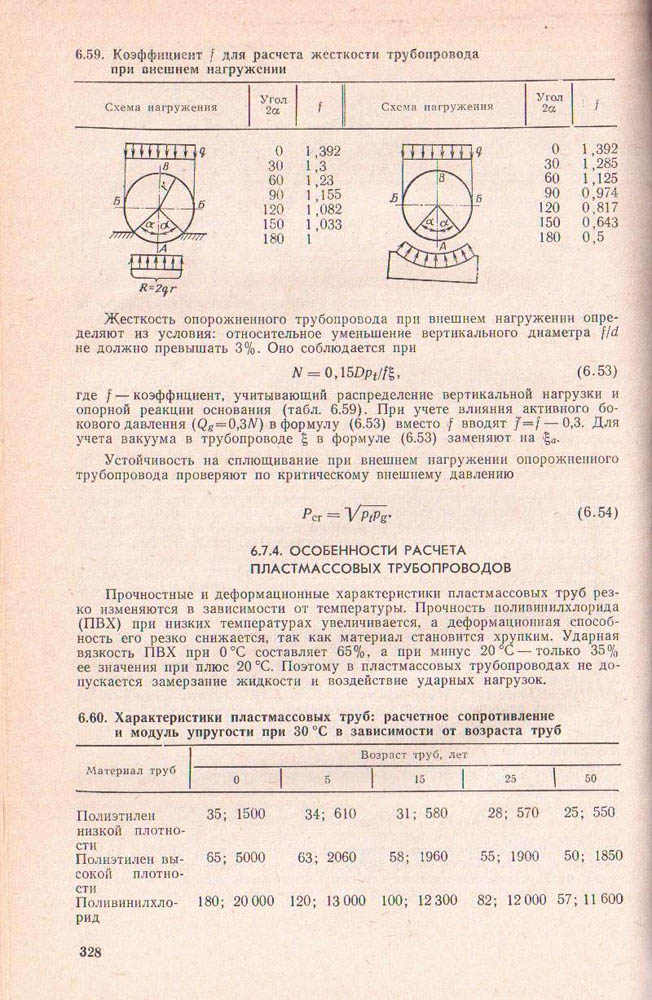 6.59. Коэффициент f для расчета жесткости трубопровода
при внешнем нагружении
Схема нагружения Угол 2α f Схема нагружения Угол 2α f
q
В
r
Б Б
α α
А
R=2qr
0 1,392
30 1,3
60 1,23
90 1,155
120 1,082
150 1,033
180 1
q
В
Б Б
α α
А
0 1,392
30 1,285
60 1,125
90 0,974
120 0,817
150 0,643
180 0,5
Жесткость опорожненного трубопровода при внешнем нагружении опре-
деляют из условия: относительное уменьшение вертикального диаметра f/d
не должно превышать 3%. Оно соблюдается при
N = 0,15Dpt/fξ, (6.53)
где f — коэффициент, учитывающий распределение вертикальной нагрузки и
опорной реакции основания (табл. 6.59). При учете влияния активного бо-
кового давления (Qg=0,3N) в формулу (6.53) вместо f вводят f̄=f — 0,3. Для
учета вакуума в трубопроводе ξ в формуле (6.53) заменяют на ξa.
Устойчивость на сплющивание при внешнем нагружении опорожненного
трубопровода проверяют по критическому внешнему давлению
Pcr = √ptpg. (6.54)
6.7.4. ОСОБЕННОСТИ РАСЧЕТА
ПЛАСТМАССОВЫХ ТРУБОПРОВОДОВ
Прочностные и деформационные характеристики пластмассовых труб рез-
ко изменяются в зависимости от температуры. Прочность поливинилхлорида
(ПВХ) при низких температурах увеличивается, а деформационная способ-
ность его резко снижается, так как материал становится хрупким. Ударная
вязкость ПВХ при 0 °С составляет 65%, а при минус 20 °С — только 35%
ее значения при плюс 20 °С. Поэтому в пластмассовых трубопроводах не до-
пускается замерзание жидкости и воздействие ударных нагрузок.
6.60. Характеристики пластмассовых труб: расчетное сопротивление
и модуль упругости при 30 °С в зависимости от возраста труб
Материал труб Возраст труб, лет
0 5 15 25 50
Полиэтилен 35; 1500 34; 610 31; 580 28; 570 25; 550
низкой плотно-
сти
Полиэтилен вы- 65; 5000 63; 2060 58; 1960 55; 1900 50; 1850
сокой плотно-
сти
Поливинилхло- 180; 20 000 120; 13 000 100; 12 300 82; 12 000 57; 11 600
рид
328